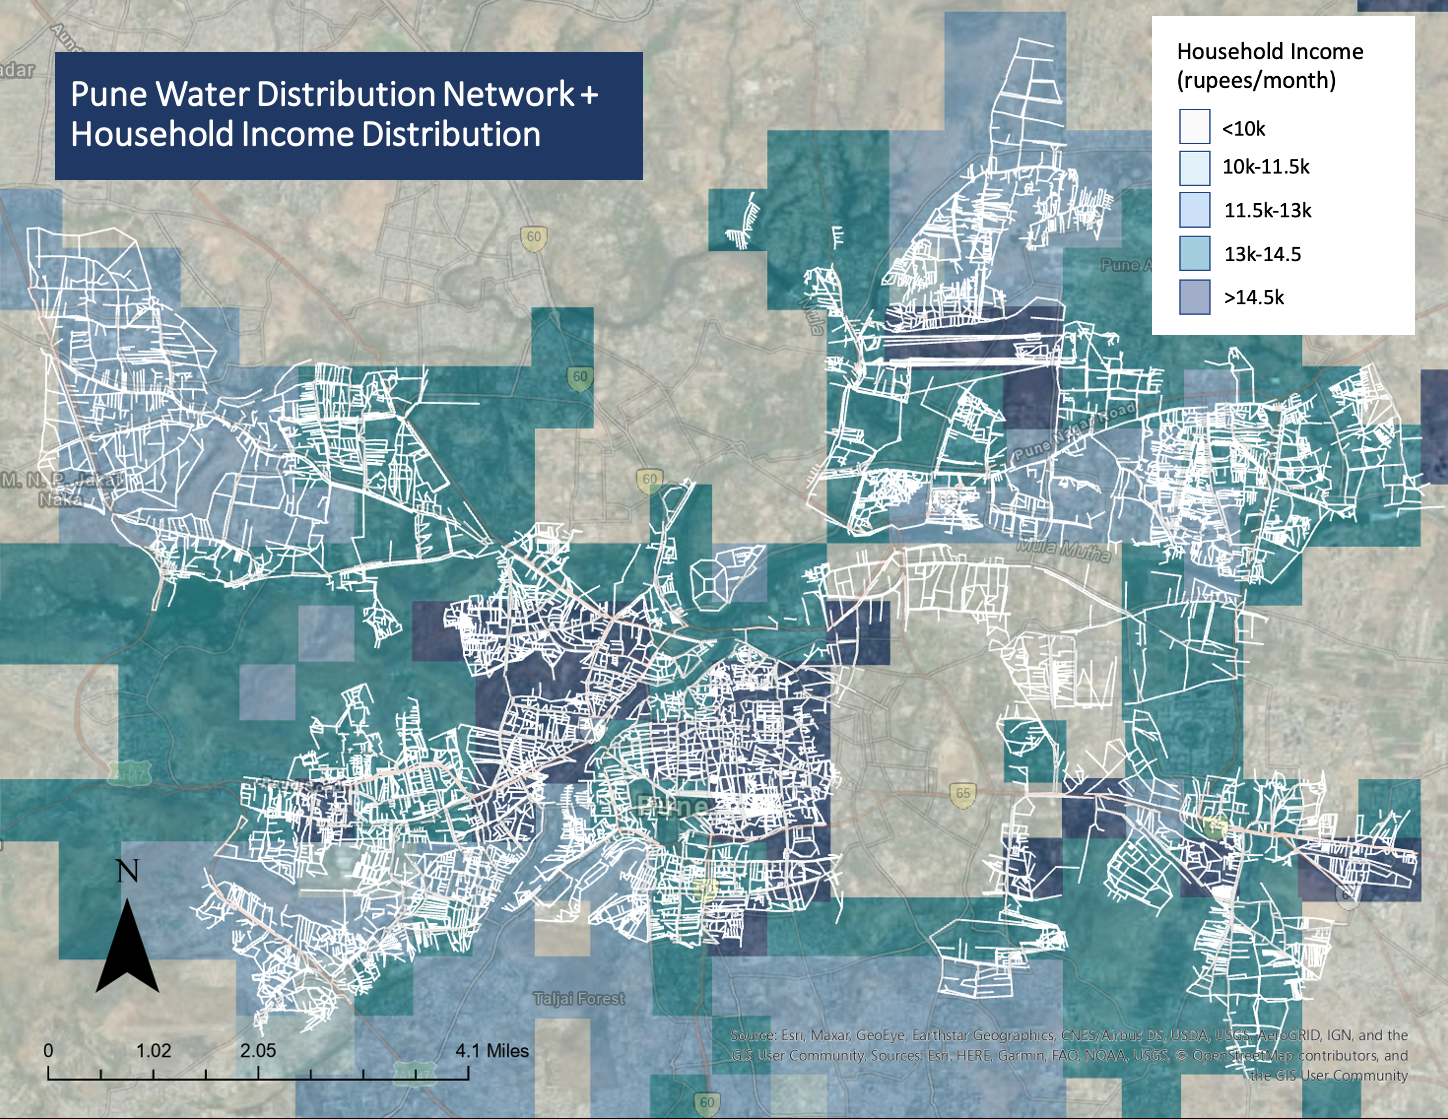 Aund
adar
Pune Water Distribution Network +
Household Income Distribution
Household Income
(rupees/month)
<10k
10k-11.5k
11.5k-13k
13k-14.5
>14.5k
60
Pune A
Mula
60
Pune Nagar Road
60
M. N. P. Jakat
Naka
Mula Mutha
AH47
65
Pune
N
Taljai Forest
0
1.02
2.05
4.1 Miles
AH47
60
Source: Esri, Maxar, GeoEye, Earthstar Geographics, CNES/Airbus DS, USDA, USGS, AeroGRID, IGN, and the
GIS User Community, Sources: Esri, HERE, Garmin, FAO, NOAA, USGS, © OpenStreetMap contributors, and
the GIS User Community